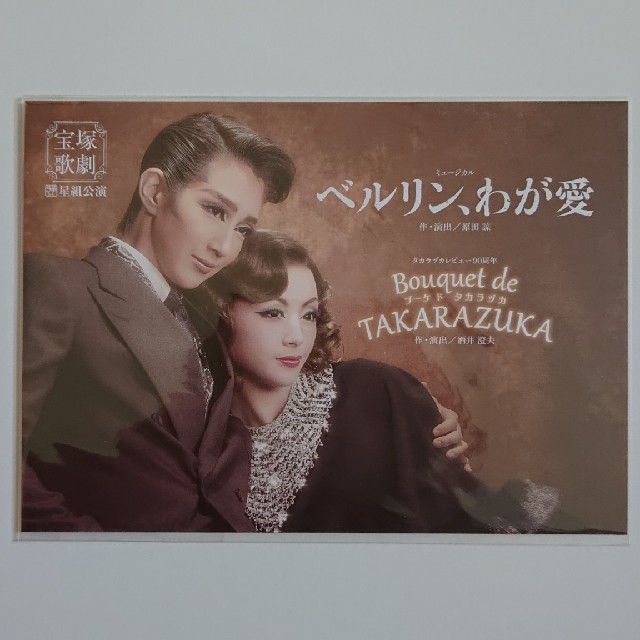 宝塚
歌劇
星組公演
ミュージカル
ベルリン、わが愛
作・演出／原田 諒
タカラヅカレビュー90周年
Bouquet de
ブーケ ド タカラヅカ
TAKARAZUKA
作・演出／酒井 澄夫